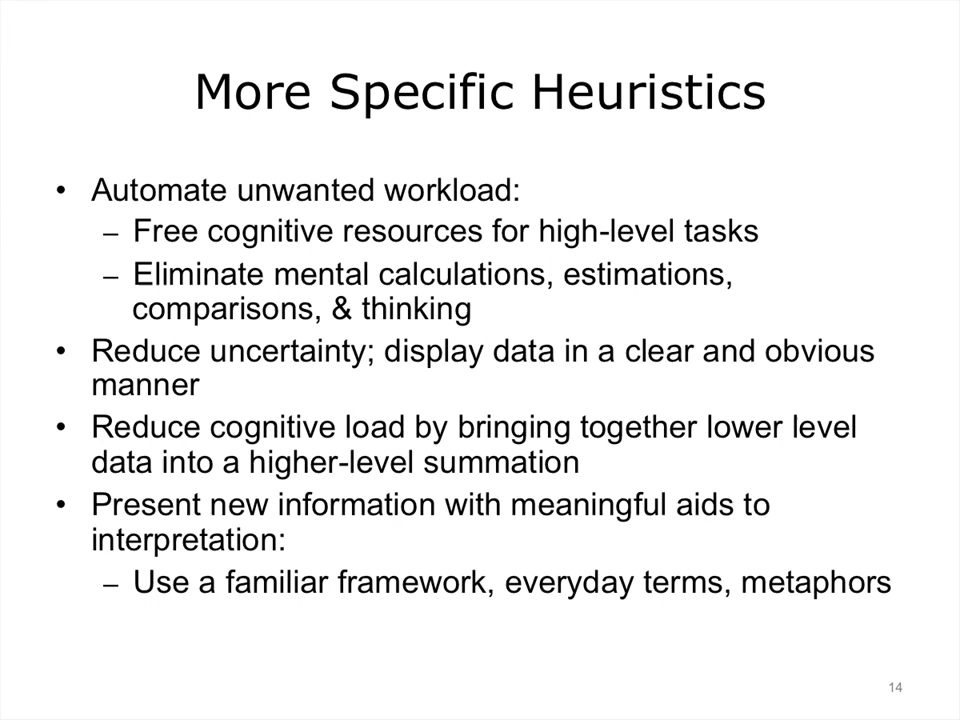 More Specific Heuristics
• Automate unwanted workload:
– Free cognitive resources for high-level tasks
– Eliminate mental calculations, estimations,
comparisons, & thinking
• Reduce uncertainty; display data in a clear and obvious
manner
• Reduce cognitive load by bringing together lower level
data into a higher-level summation
• Present new information with meaningful aids to
interpretation:
– Use a familiar framework, everyday terms, metaphors
14